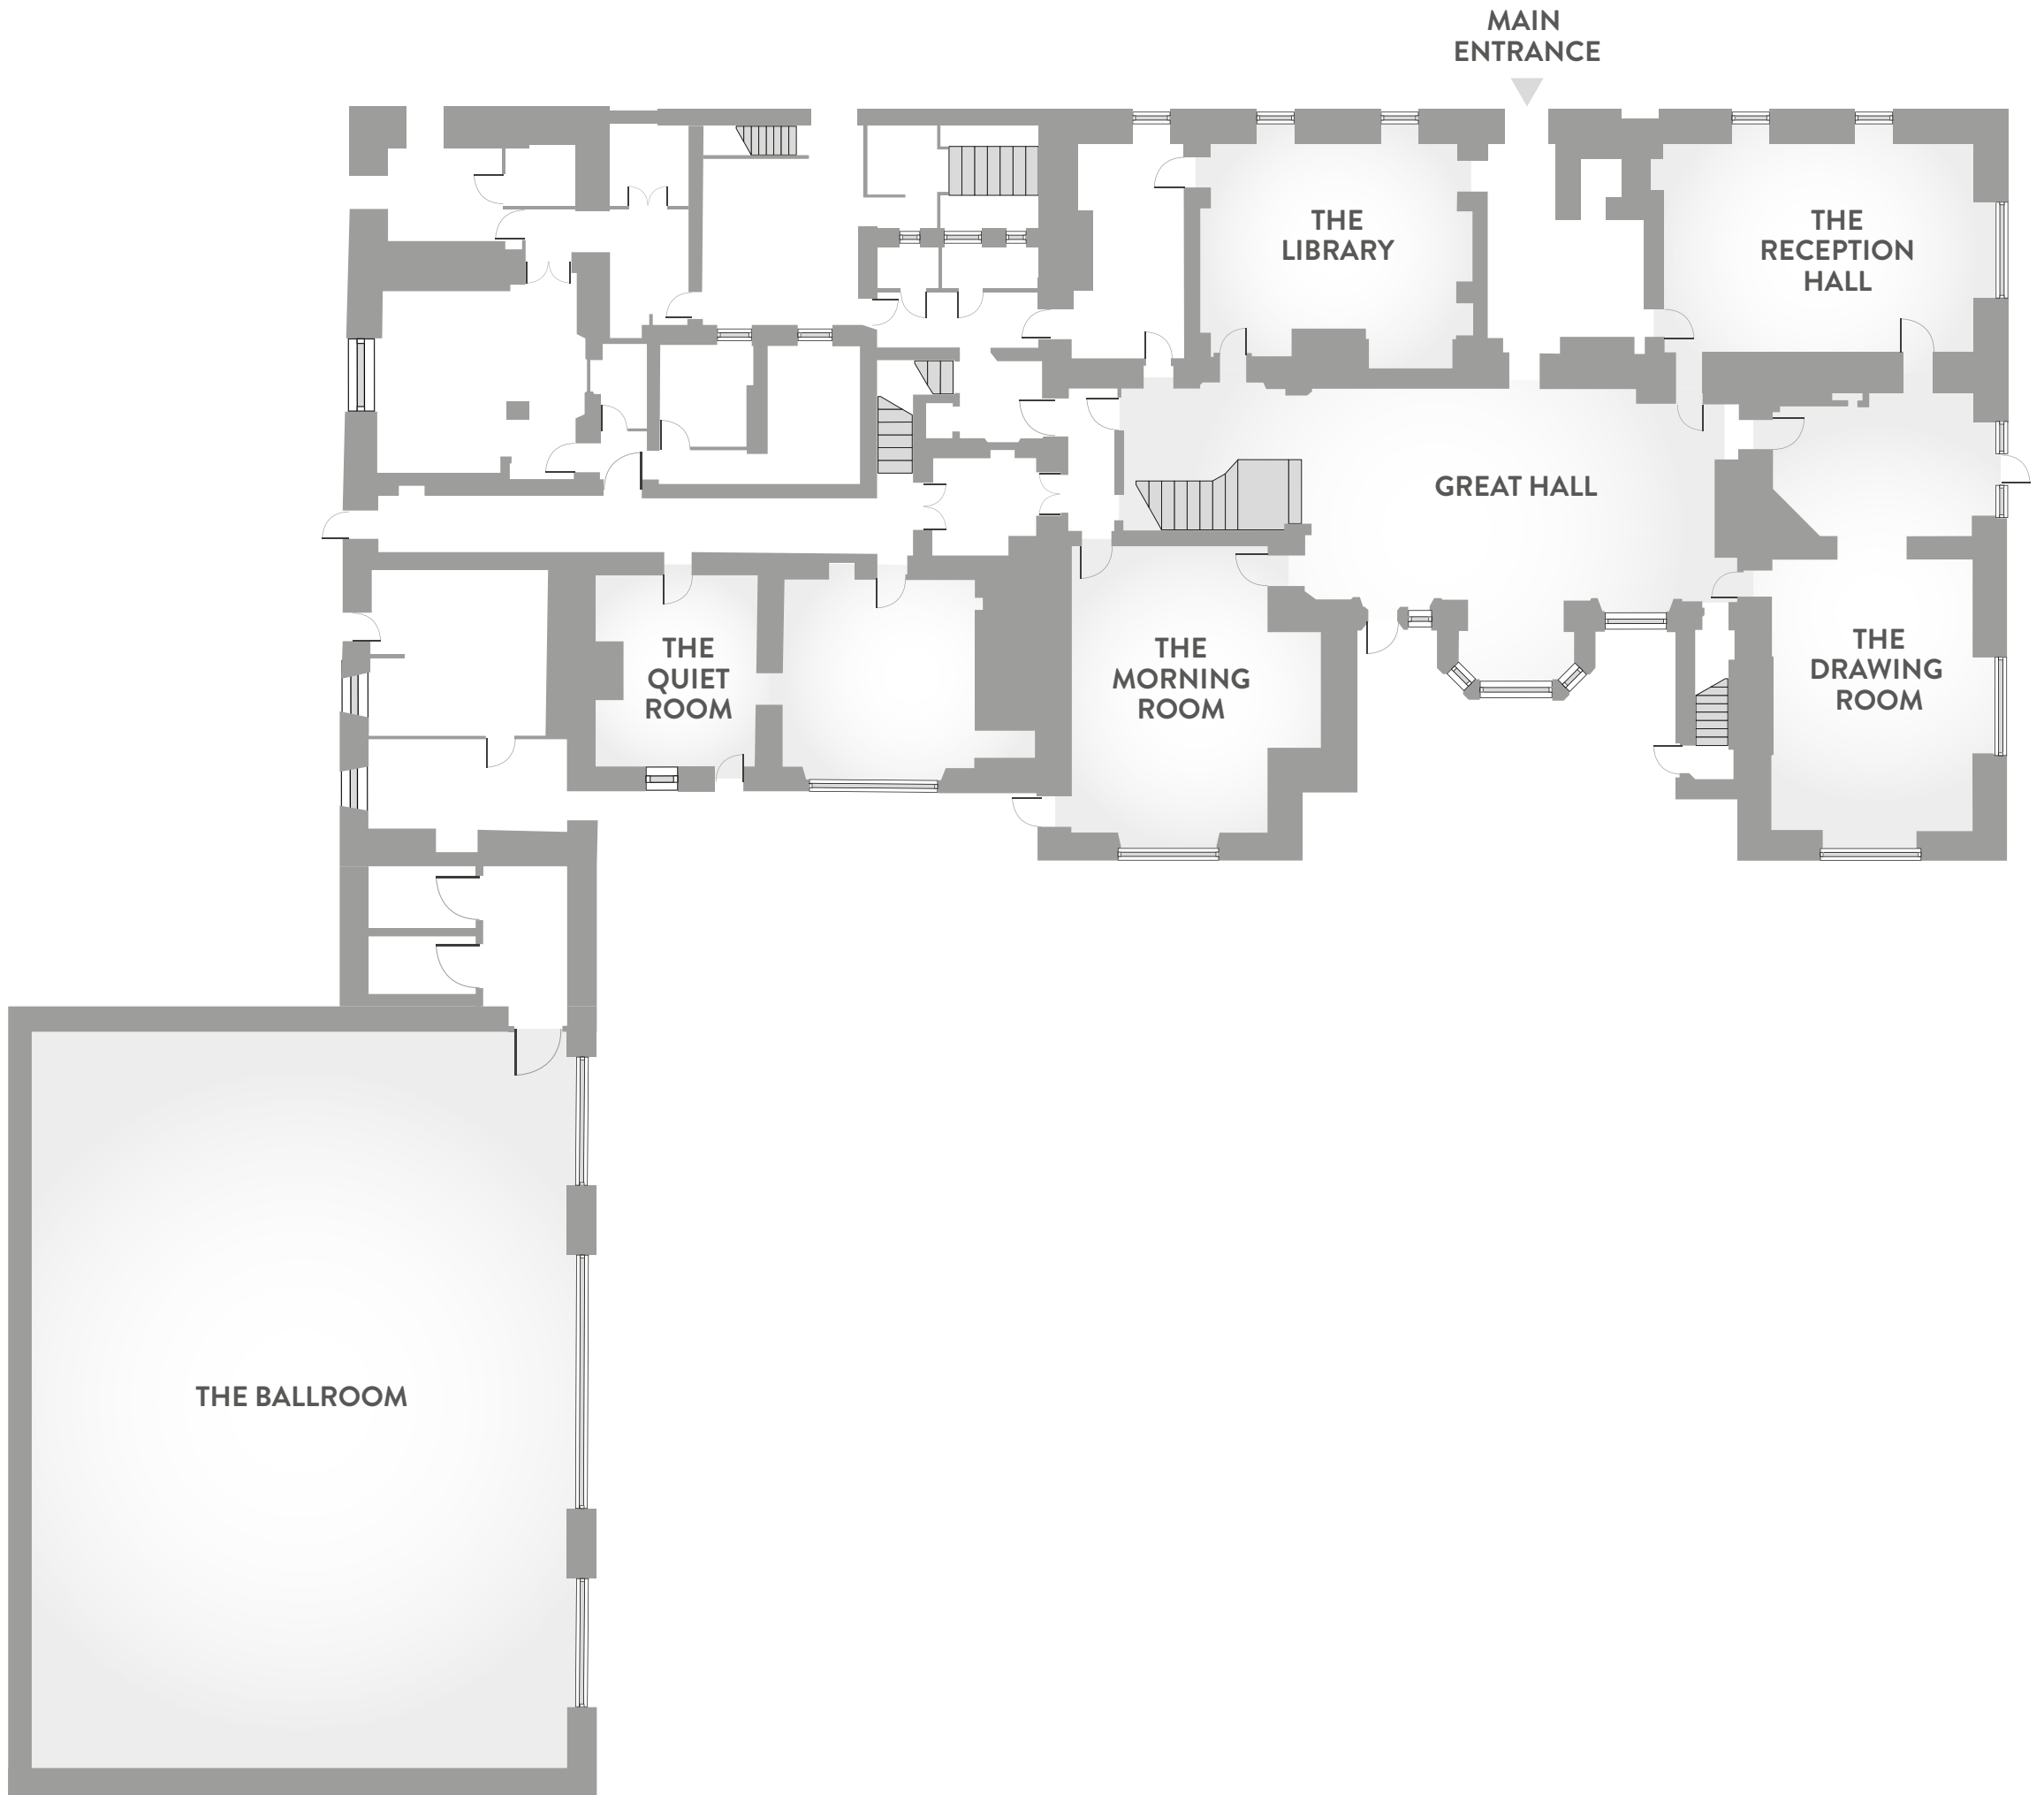 MAIN
ENTRANCE
THE
LIBRARY
THE
RECEPTION
HALL
GREAT HALL
THE
QUIET
ROOM
THE
MORNING
ROOM
THE
DRAWING
ROOM
THE BALLROOM